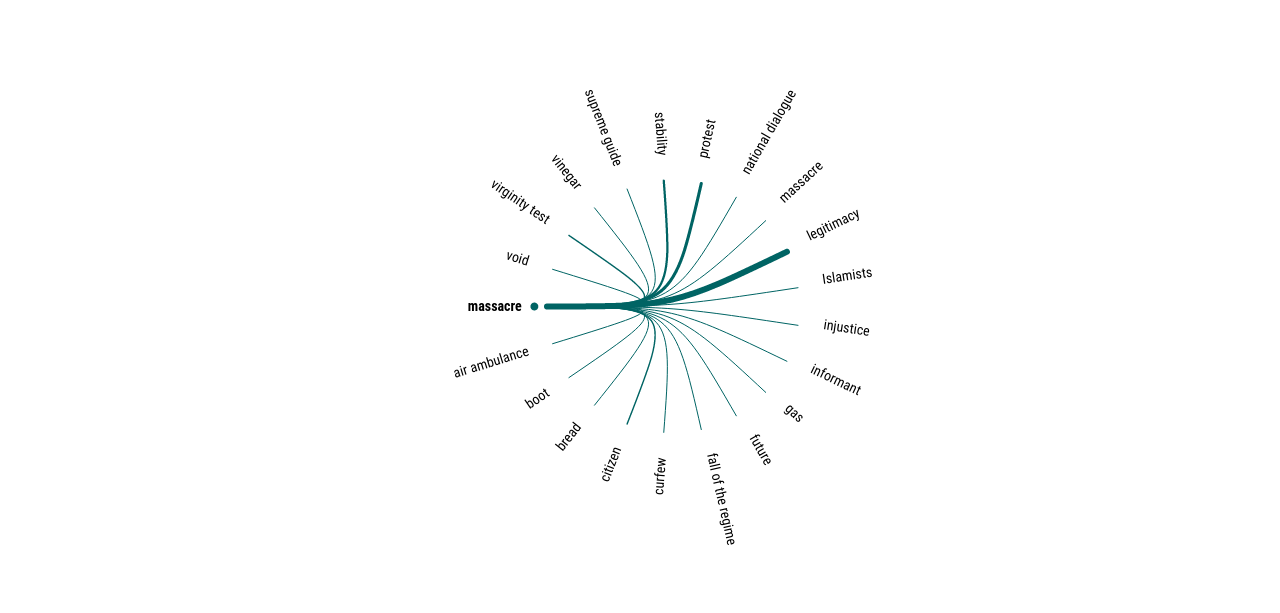 massacre
void
virginity test
vinegar
supreme guide
stability
protest
national dialogue
massacre
legitimacy
Islamists
injustice
informant
gas
future
fall of the regime
curfew
citizen
bread
boot
air ambulance